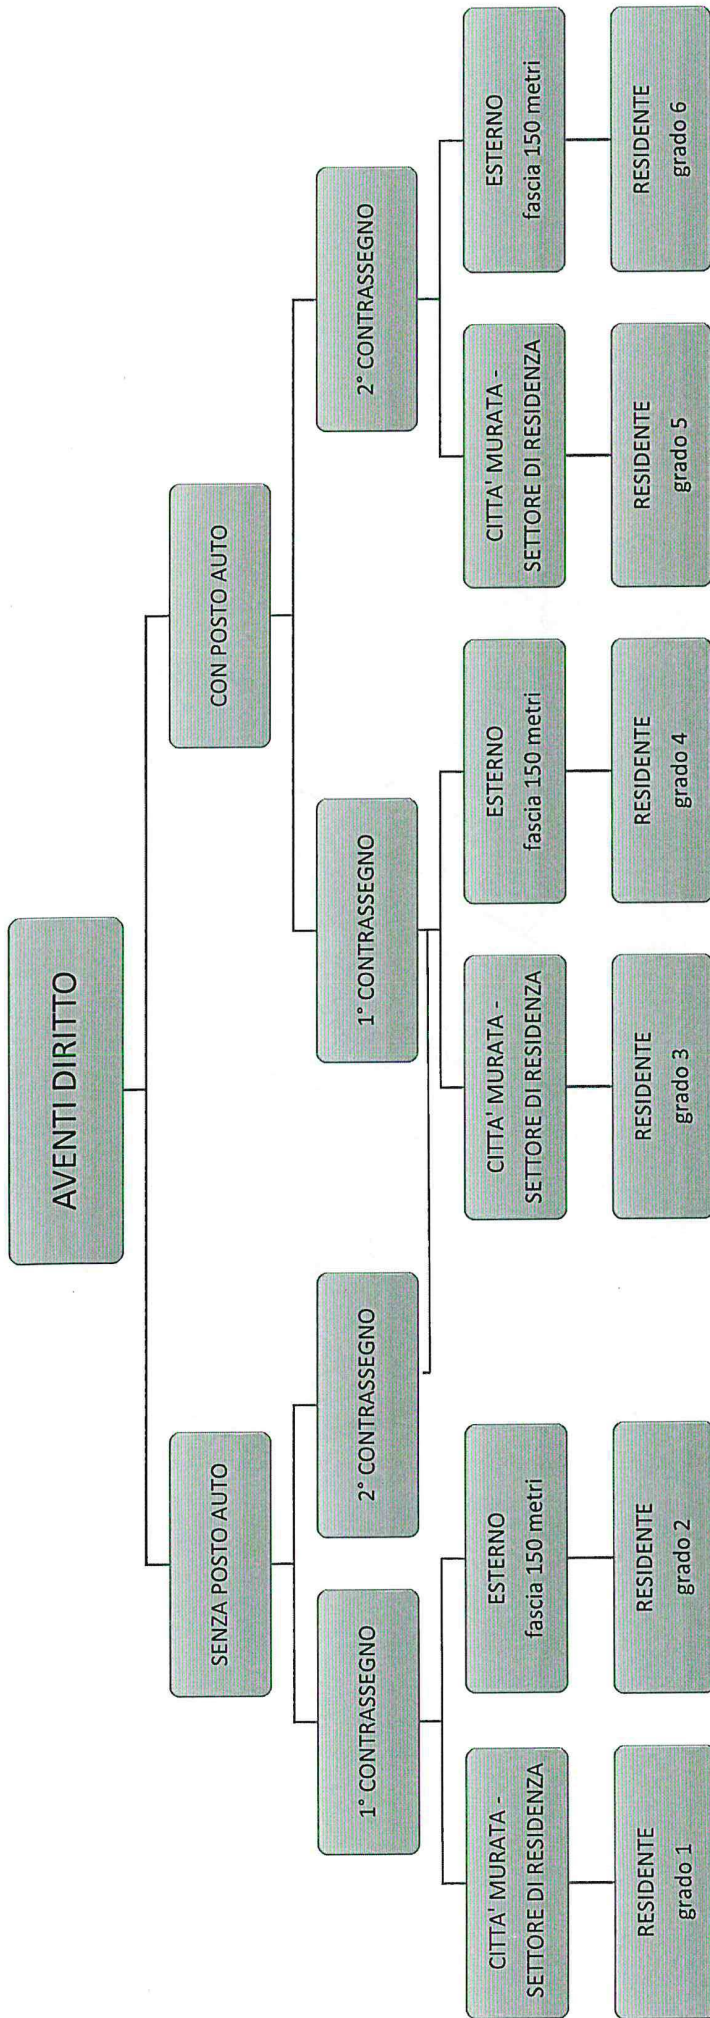 AVENTI DIRITTO
SENZA POSTO AUTO
CON POSTO AUTO
1° CONTRASSEGNO
2° CONTRASSEGNO
1° CONTRASSEGNO
2° CONTRASSEGNO
CITTA' MURATA -
SETTORE DI RESIDENZA
ESTERNO
fascia 150 metri
CITTA' MURATA -
SETTORE DI RESIDENZA
ESTERNO
fascia 150 metri
CITTA' MURATA -
SETTORE DI RESIDENZA
ESTERNO
fascia 150 metri
RESIDENTE
grado 1
RESIDENTE
grado 2
RESIDENTE
grado 3
RESIDENTE
grado 4
RESIDENTE
grado 5
RESIDENTE
grado 6